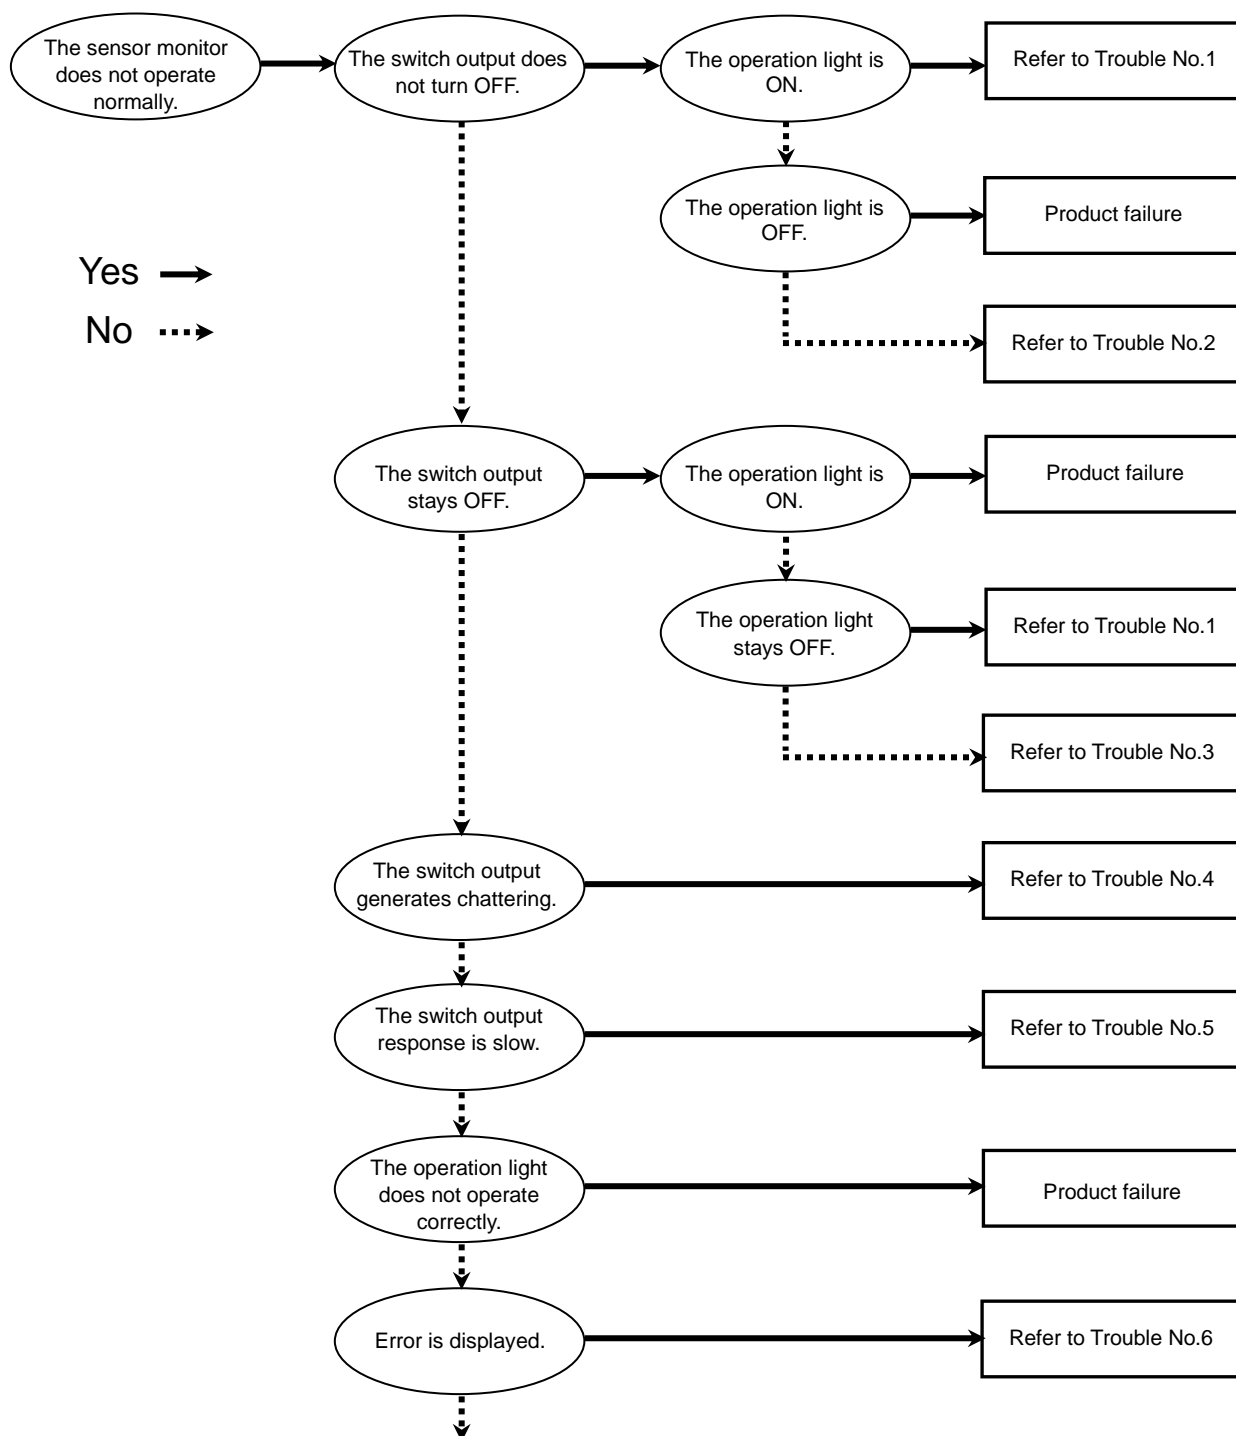 The sensor monitor
does not operate
normally.
The switch output does
not turn OFF.
The operation light is
ON.
Refer to Trouble No.1
The operation light is
OFF.
Product failure
Yes
No
Refer to Trouble No.2
The switch output
stays OFF.
The operation light is
ON.
Product failure
The operation light
stays OFF.
Refer to Trouble No.1
Refer to Trouble No.3
The switch output
generates chattering.
Refer to Trouble No.4
The switch output
response is slow.
Refer to Trouble No.5
The operation light
does not operate
correctly.
Product failure
Error is displayed.
Refer to Trouble No.6